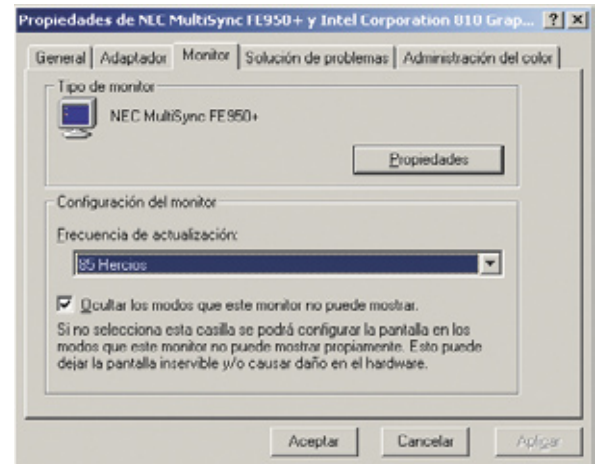 Propiedades de NEC MultiSync FE950+ y Intel Corporation 810 Grap...
General Adaptador Monitor Solución de problemas Administración del color
Tipo de monitor
NEC MultiSync FE950+
Propiedades
Configuración del monitor
Frecuencia de actualización:
85 Hercios
Ocultar los modos que este monitor no puede mostrar.
Si no selecciona esta casilla se podrá configurar la pantalla en los
modos que este monitor no puede mostrar propiamente. Esto puede
dejar la pantalla inservible y/o causar daño en el hardware.
Aceptar Cancelar Aplicar